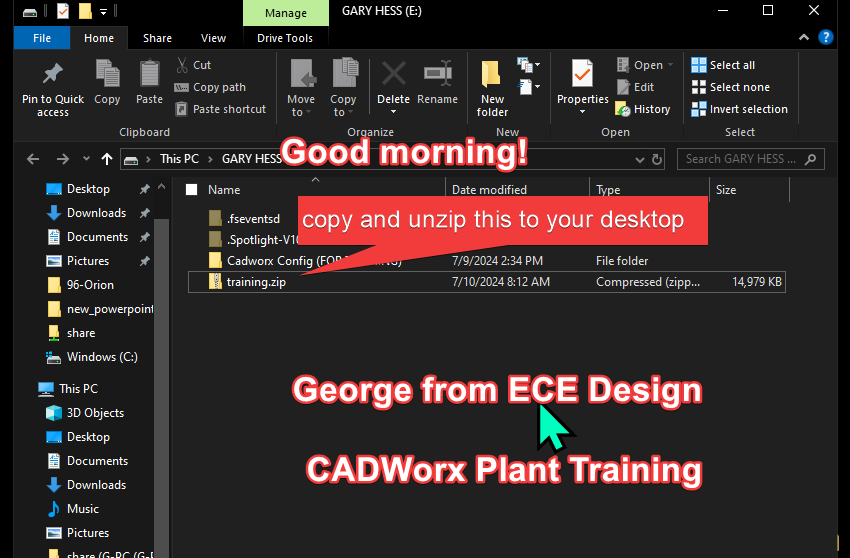 Manage
GARY HESS (E:)
File
Home
Share
View
Drive Tools
Pin to Quick access
Copy
Paste
Cut
Copy path
Paste shortcut
Move to
Copy to
Delete
Rename
New folder
Properties
Open
Edit
History
Select all
Select none
Invert selection
Clipboard
Organize
New
Open
Select
This PC
GARY HESS
Search GARY HESS ...
Good morning!
Name
Date modified
Type
Size
copy and unzip this to your desktop
.fseventsd
.Spotlight-V10
Cadworx Config (FOR
7/9/2024 2:34 PM
File folder
training.zip
7/10/2024 8:12 AM
Compressed (zipp...
14,979 KB
Desktop
Downloads
Documents
Pictures
96-Orion
new_powerpoint
share
Windows (C:)
This PC
3D Objects
Desktop
Documents
Downloads
Music
Pictures
share (G-PC (G-P
George from ECE Design
CADWorx Plant Training